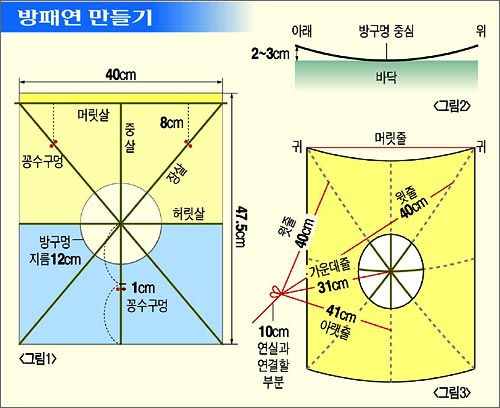 방패연 만들기
40cm
머릿살
중살
8cm
꽁수구멍
장살
허릿살
방구멍
지름12cm
1cm
꽁수구멍
47.5cm
<그림1>
아래
방구멍 중심
위
2~3cm
바닥
<그림2>
귀
머릿줄
귀
윗줄
40cm
윗줄
40cm
가운데줄
31cm
41cm
아랫줄
10cm
연실과
연결할
부분
<그림3>